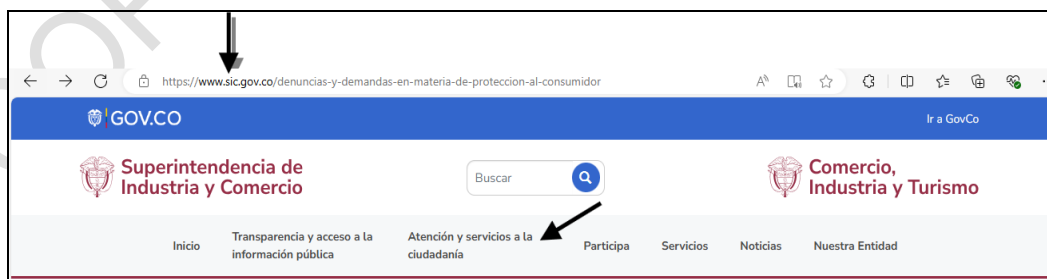 https://www.sic.gov.co/denuncias-y-demandas-en-materia-de-proteccion-al-consumidor
GOV.CO
Ir a GovCo
Superintendencia de
Industria y Comercio
Buscar
Comercio,
Industria y Turismo
Inicio
Transparencia y acceso a la
información pública
Atención y servicios a la
ciudadanía
Participa
Servicios
Noticias
Nuestra Entidad